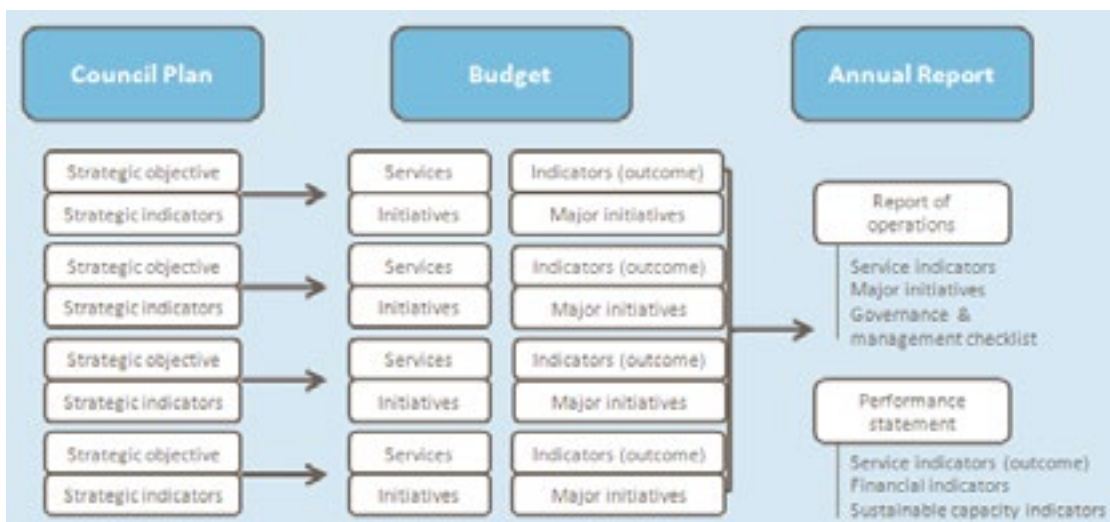 Council Plan
Budget
Annual Report
Strategic objective
Strategic indicators
Strategic objective
Strategic indicators
Strategic objective
Strategic indicators
Strategic objective
Strategic indicators
Services
Initiatives
Services
Initiatives
Services
Initiatives
Services
Initiatives
Indicators (outcome)
Major initiatives
Indicators (outcome)
Major initiatives
Indicators (outcome)
Major initiatives
Indicators (outcome)
Major initiatives
Report of
operations
Service indicators
Major initiatives
Governance &
management checklist
Performance
statement
Service indicators (outcome)
Financial indicators
Sustainable capacity indicators